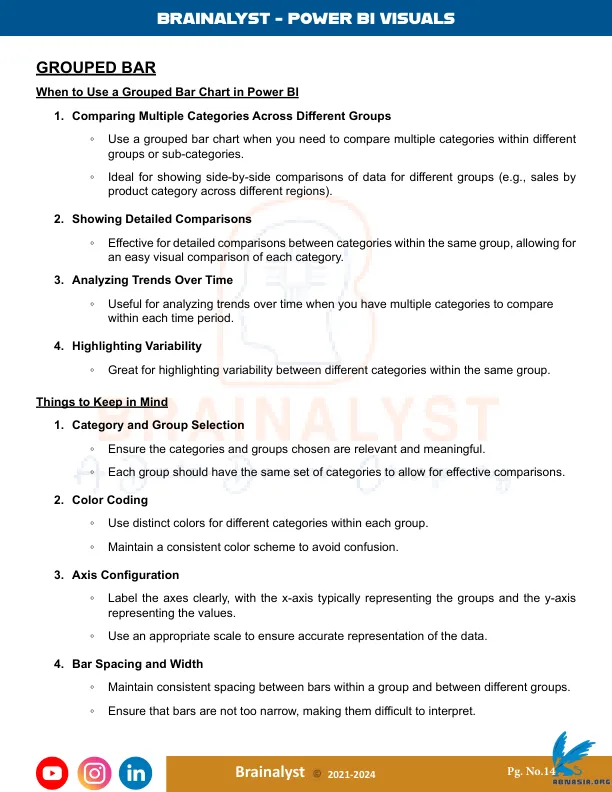 BRAINALYST - POWER BI VISUALS
GROUPED BAR
When to Use a Grouped Bar Chart in Power BI
1. Comparing Multiple Categories Across Different Groups
◦ Use a grouped bar chart when you need to compare multiple categories within different
groups or sub-categories.
◦ Ideal for showing side-by-side comparisons of data for different groups (e.g., sales by
product category across different regions).
2. Showing Detailed Comparisons
◦ Effective for detailed comparisons between categories within the same group, allowing for
an easy visual comparison of each category.
3. Analyzing Trends Over Time
◦ Useful for analyzing trends over time when you have multiple categories to compare
within each time period.
4. Highlighting Variability
◦ Great for highlighting variability between different categories within the same group.
Things to Keep in Mind
BRAINALYST
1. Category and Group Selection
◦ Ensure the categories and groups chosen are relevant and meaningful.
◦ Each group should have the same set of categories to allow for effective comparisons.
2. Color Coding
◦ Use distinct colors for different categories within each group.
◦ Maintain a consistent color scheme to avoid confusion.
3. Axis Configuration
◦ Label the axes clearly, with the x-axis typically representing the groups and the y-axis
representing the values.
◦ Use an appropriate scale to ensure accurate representation of the data.
4. Bar Spacing and Width
◦ Maintain consistent spacing between bars within a group and between different groups.
◦ Ensure that bars are not too narrow, making them difficult to interpret.
in
Brainalyst © 2021-2024
Pg. No.14
ABNASIA.ORG